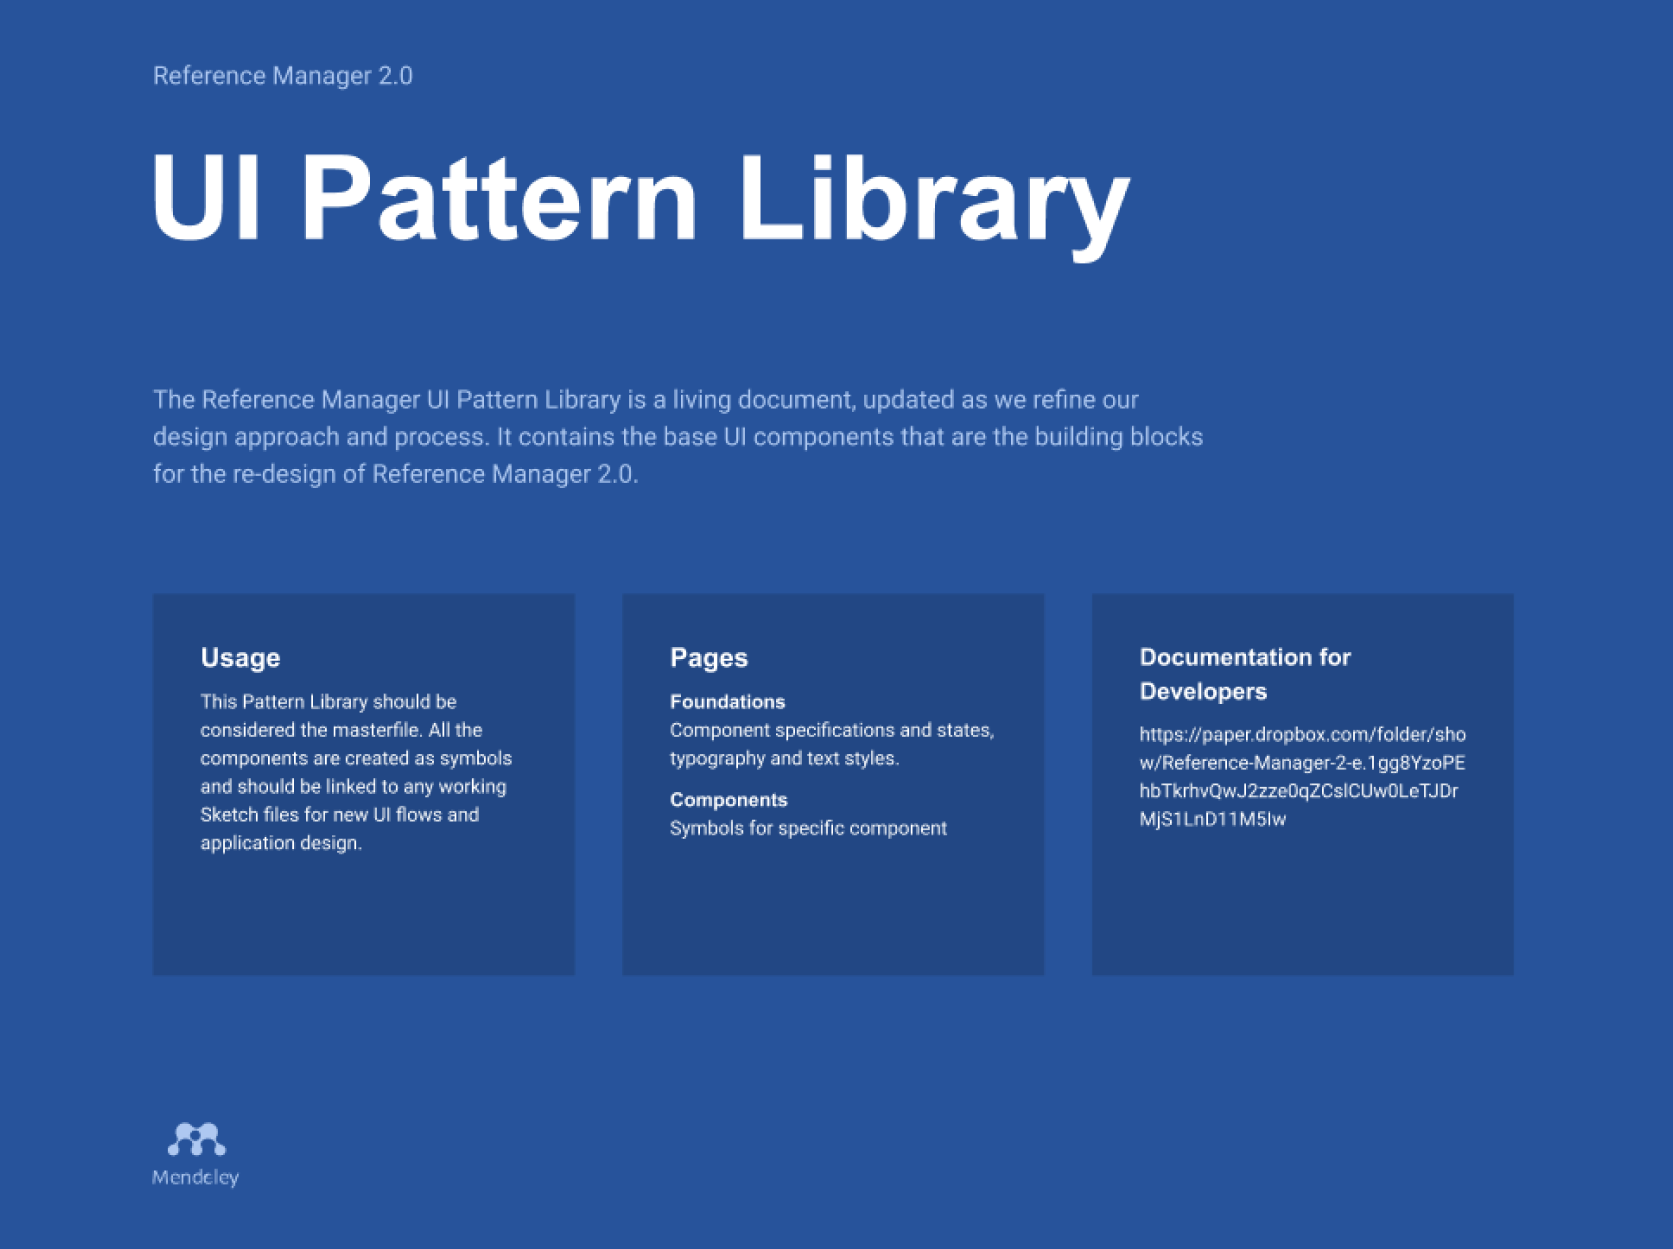 Reference Manager 2.0
UI Pattern Library
The Reference Manager UI Pattern Library is a living document, updated as we refine our
design approach and process. It contains the base UI components that are the building blocks
for the re-design of Reference Manager 2.0.
Usage
This Pattern Library should be
considered the masterfile. All the
components are created as symbols
and should be linked to any working
Sketch files for new UI flows and
application design.
Pages
Foundations
Component specifications and states,
typography and text styles.
Components
Symbols for specific component
Documentation for
Developers
https://paper.dropbox.com/folder/sho
w/Reference-Manager-2-e.1gg8YzoPE
hbTkrhvQwJ2zze0qZCslCUw0LeTJDr
MjS1LnD11M5Iw
Mendeley